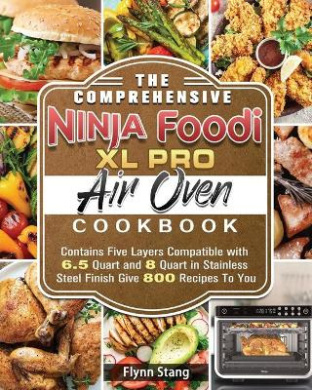 THE
COMPREHENSIVE
NiNja Foodi
XL PRO
Air Oven
COOKBOOK
Contains Five Layers Compatible with
6.5 Quart and 8 Quart in Stainless
Steel Finish Give 800 Recipes To You
Flynn Stang